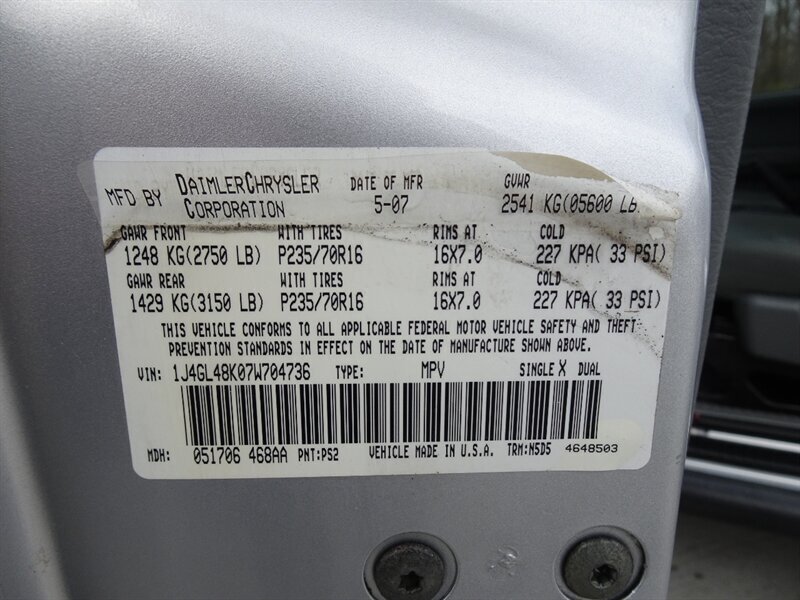 MFD BY DAIMLERCHRYSLER CORPORATION DATE OF MFR 5-07 GVWR 2541 KG(05600 LB
GAWR FRONT WITH TIRES RIMS AT COLD
1248 KG(2750 LB) P235/70R16 16X7.0 227 KPA( 33 PSI)
GAWR REAR WITH TIRES RIMS AT COLD
1429 KG(3150 LB) P235/70R16 16X7.0 227 KPA( 33 PSI)
THIS VEHICLE CONFORMS TO ALL APPLICABLE FEDERAL MOTOR VEHICLE SAFETY AND THEFT
PREVENTION STANDARDS IN EFFECT ON THE DATE OF MANUFACTURE SHOWN ABOVE.
VIN: 1J4GL48K07W704736 TYPE: MPV SINGLE X DUAL
MDH: 051706 468AA PNT:PS2 VEHICLE MADE IN U.S.A. TRM:N5D5 4648503